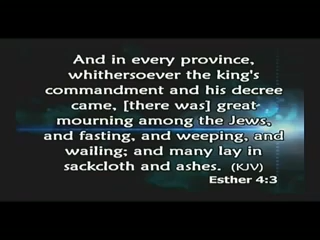 And in every province,
whithersoever the king's
commandment and his decree
came, [there was] great
mourning among the Jews,
and fasting, and weeping, and
wailing; and many lay in
sackcloth and ashes. (KJV)
Esther 4:3